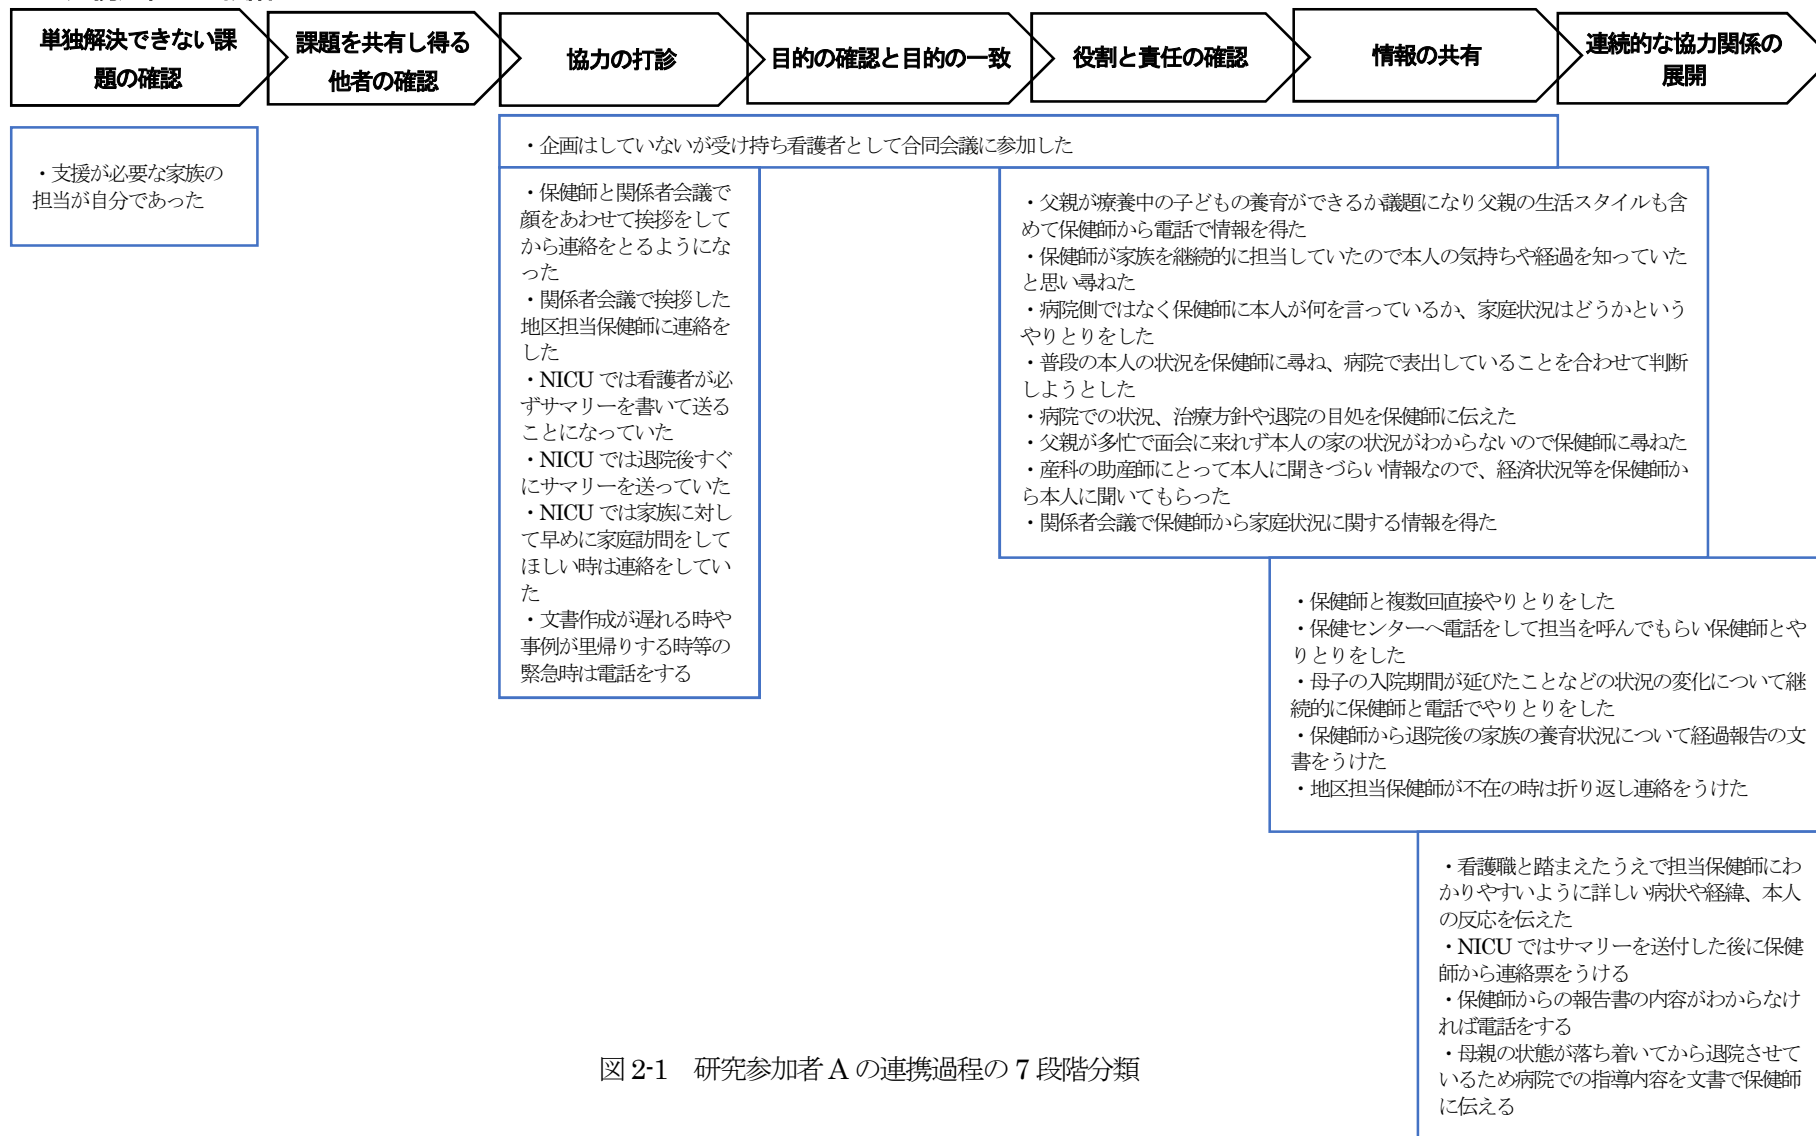 単独解決できない課
題の確認
課題を共有し得る
他者の確認
協力の打診
目的の確認と目的の一致
役割と責任の確認
情報の共有
連続的な協力関係の
展開
・支援が必要な家族の
担当が自分であった
・企画はしていないが受け持ち看護者として合同会議に参加した
・保健師と関係者会議で
顔をあわせて挨拶をして
から連絡をとるようにな
った
・関係者会議で挨拶した
地区担当保健師に連絡を
した
・NICU では看護者が必
ずサマリーを書いて送る
ことになっていた
・NICU では退院後すぐ
にサマリーを送っていた
・NICU では家族に対し
て早めに家庭訪問をして
ほしい時は連絡をしてい
た
・文書作成が遅れる時や
事例が里帰りする時等の
緊急時は電話をする
・父親が療養中の子どもの養育ができるか議題になり父親の生活スタイルも含
めて保健師から電話で情報を得た
・保健師が家族を継続的に担当していたので本人の気持ちや経過を知っていた
と思い尋ねた
・病院側ではなく保健師に本人が何を言っているか、家庭状況はどうかという
やりとりをした
・普段の本人の状況を保健師に尋ね、病院で表出していることを合わせて判断
しようとした
・病院での状況、治療方針や退院の目処を保健師に伝えた
・父親が多忙で面会に来れず本人の家の状況がわからないので保健師に尋ねた
・産科の助産師にとって本人に聞きづらい情報なので、経済状況等を保健師か
ら本人に聞いてもらった
・関係者会議で保健師から家庭状況に関する情報を得た
・保健師と複数回直接やりとりをした
・保健センターへ電話をして担当を呼んでもらい保健師とや
りとりをした
・母子の入院期間が延びたことなどの状況の変化について継
続的に保健師と電話でやりとりをした
・保健師から退院後の家族の養育状況について経過報告の文
書をうけた
・地区担当保健師が不在の時は折り返し連絡をうけた
・看護職と踏まえたうえで担当保健師にわ
かりやすいように詳しい病状や経緯、本人
の反応を伝えた
・NICU ではサマリーを送付した後に保健
師から連絡票をうける
・保健師からの報告書の内容がわからなけ
れば電話をする
・母親の状態が落ち着いてから退院させて
いるため病院での指導内容を文書で保健師
に伝える
図 2-1　研究参加者 A の連携過程の 7 段階分類